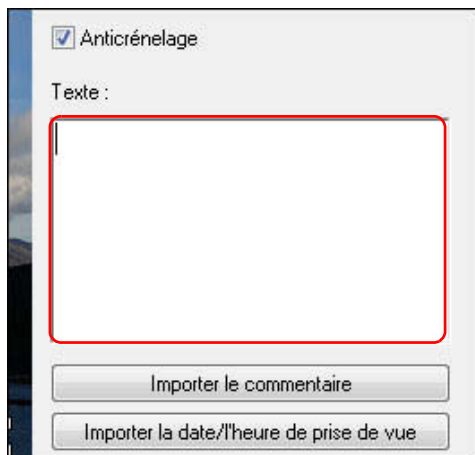 Anticrénelage
Texte :
Importer le commentaire
Importer la date/l'heure de prise de vue